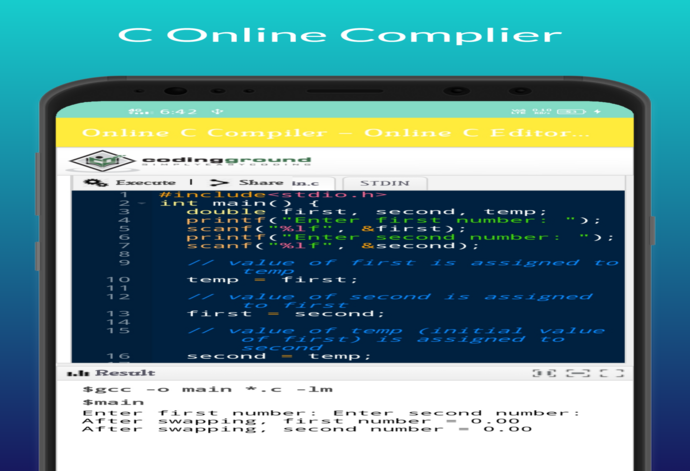 C Online Complier
6:42
Online C Compiler - Online C Editor...
codingground
SIMPLYEASYCODING
Execute | Share in.c STDIN
1 #include<stdio.h>
2 int main() {
3 double first, second, temp;
4 printf("Enter first number: ");
5 scanf("%lf", &first);
6 printf("Enter second number: ");
7 scanf("%lf", &second);
8
9 // value of first is assigned to
temp
10 temp = first;
11
12 // value of second is assigned
to first
13 first = second;
14
15 // value of temp (initial value
of first) is assigned to
second
16 second = temp;
Result
$gcc -o main *.c -lm
$main
Enter first number: Enter second number:
After swapping, first number = 0.00
After swapping, second number = 0.00